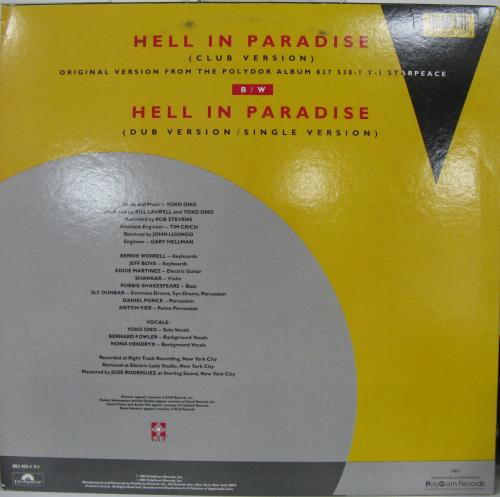 HELL IN PARADISE
(CLUB VERSION)
ORIGINAL VERSION FROM THE POLYDOR ALBUM 827 530-1 Y-1 STARPEACE
B/W
HELL IN PARADISE
(DUB VERSION/SINGLE VERSION)
and Music – YOKO ONO
by BILL LASWELL and YOKO ONO
Recorded by ROB STEVENS
Assistant Engineer – TIM CRICH
Remixed by JOHN LUONGO
Engineer – GARY HELLMAN
BERNIE WORRELL – Keyboards
JEFF BOVA – Keyboards
EDDIE MARTINEZ – Electric Guitar
SHANKAR – Violin
ROBBIE SHAKESPEARE – Bass
SLY DUNBAR – Simmons Drums, Syn Drums, Percussion
DANIEL PONCE – Percussion
ANTON FIER – Paiste Percussion
VOCALS:
YOKO ONO – Solo Vocals
BERNARD FOWLER – Background Vocals
NONA HENDRYX – Background Vocals
Recorded at Right Track Recording, New York City
Remixed at Electric Lady Studio, New York City
Mastered by JOSÉ RODRIGUEZ at Sterling Sound, New York City
polydor
Manufactured and Marketed by
PolyGram Records